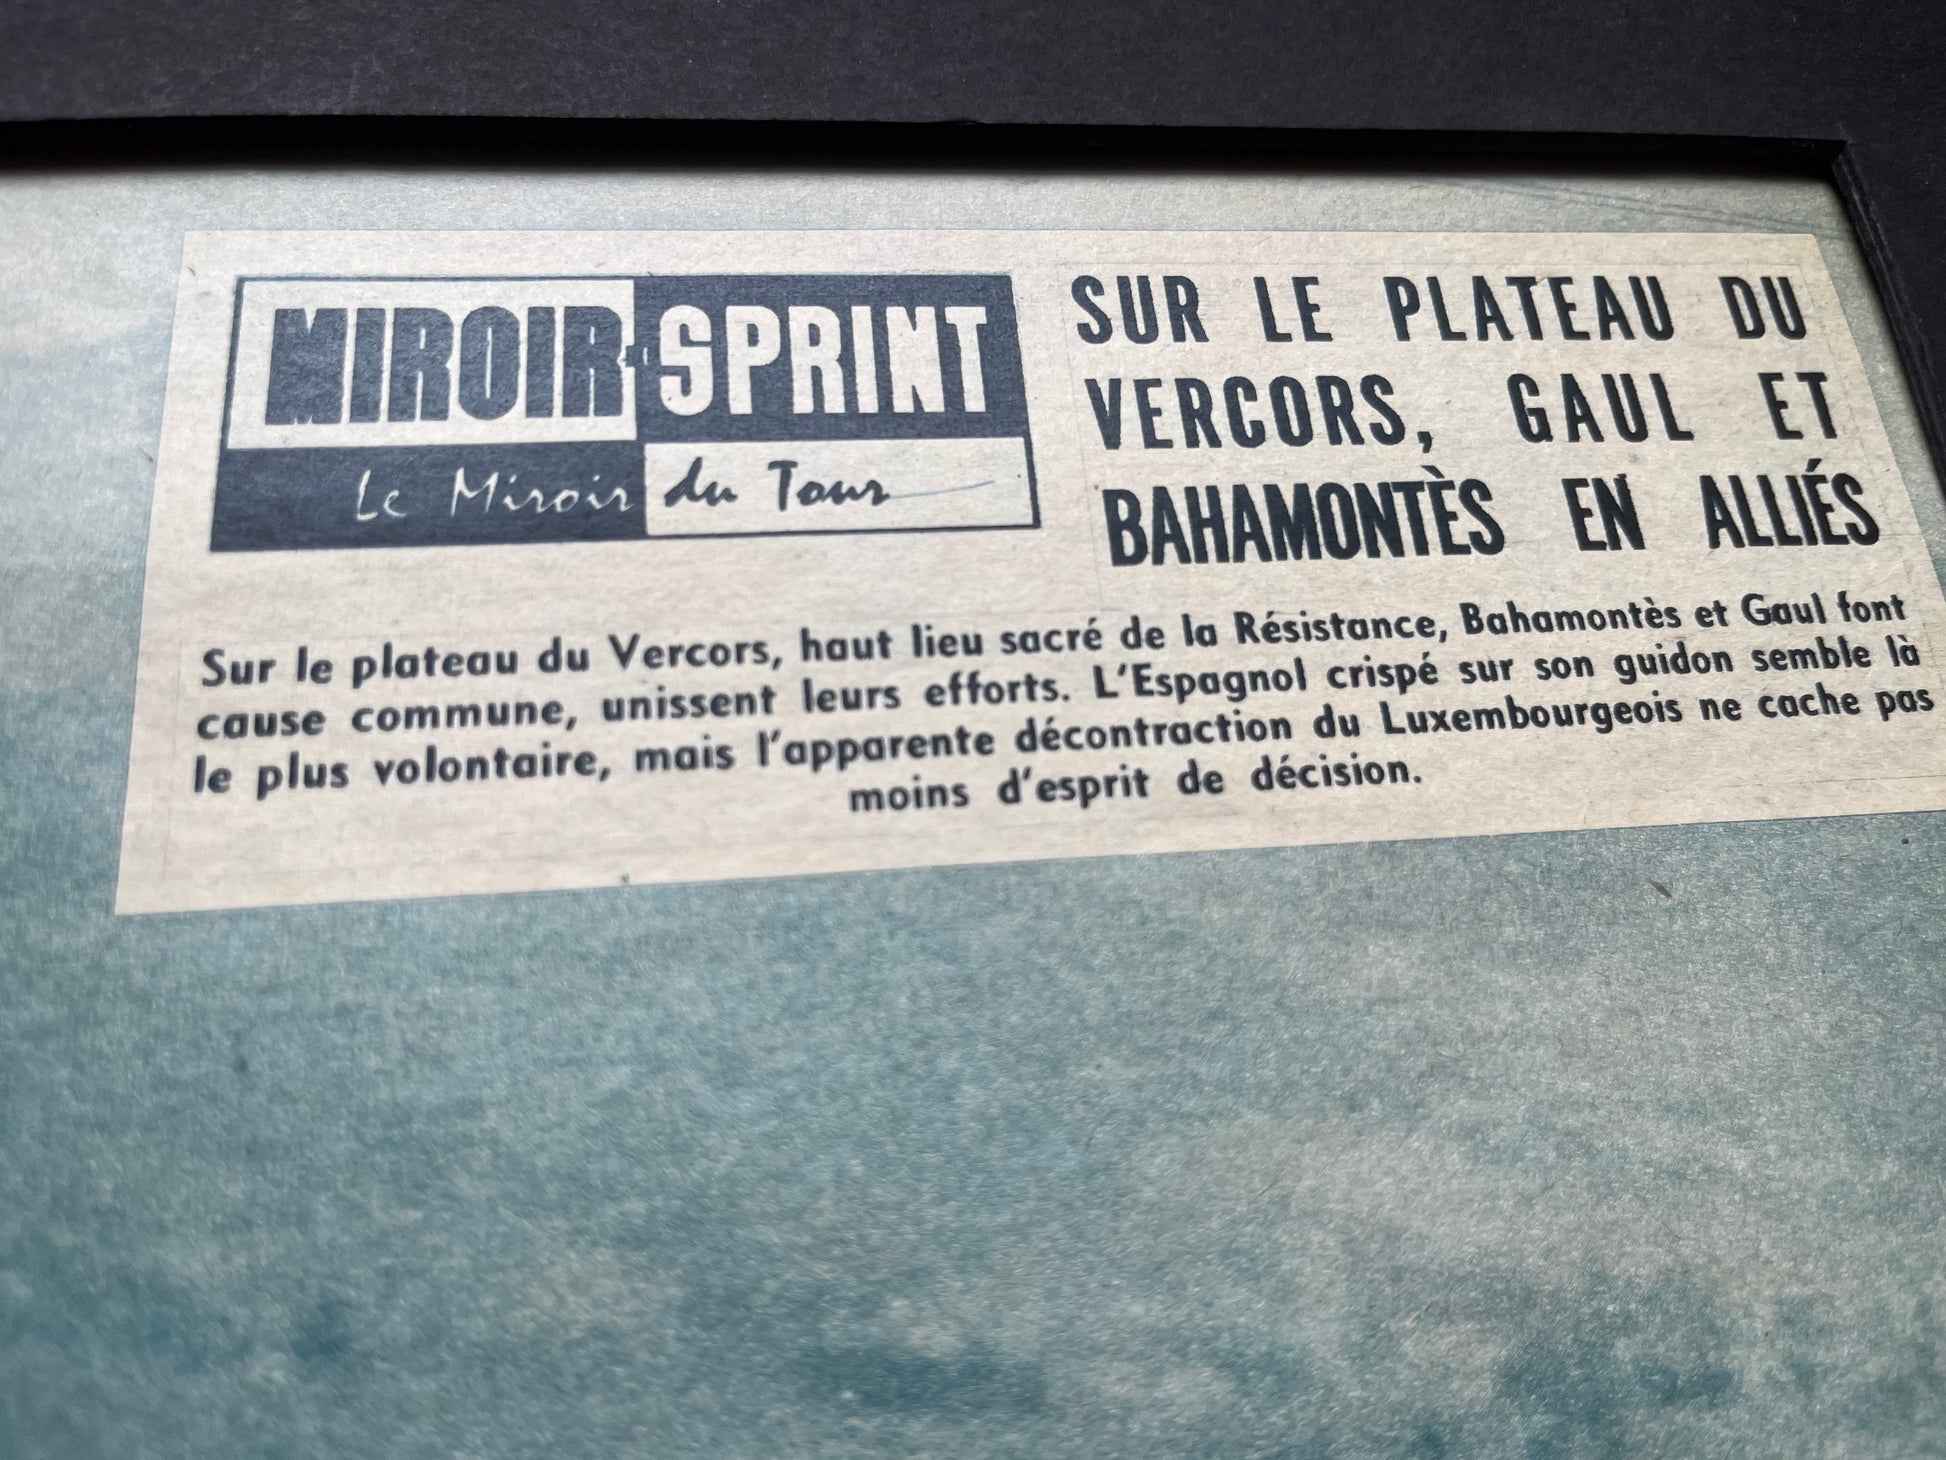 MIROIR-SPRINT
Le Miroir du Tour
SUR LE PLATEAU DU
VERCORS, GAUL ET
BAHAMONTÈS EN ALLIÉS
Sur le plateau du Vercors, haut lieu sacré de la Résistance, Bahamontès et Gaul font
cause commune, unissent leurs efforts. L'Espagnol crispé sur son guidon semble là
le plus volontaire, mais l'apparente décontraction du Luxembourgeois ne cache pas
moins d'esprit de décision.